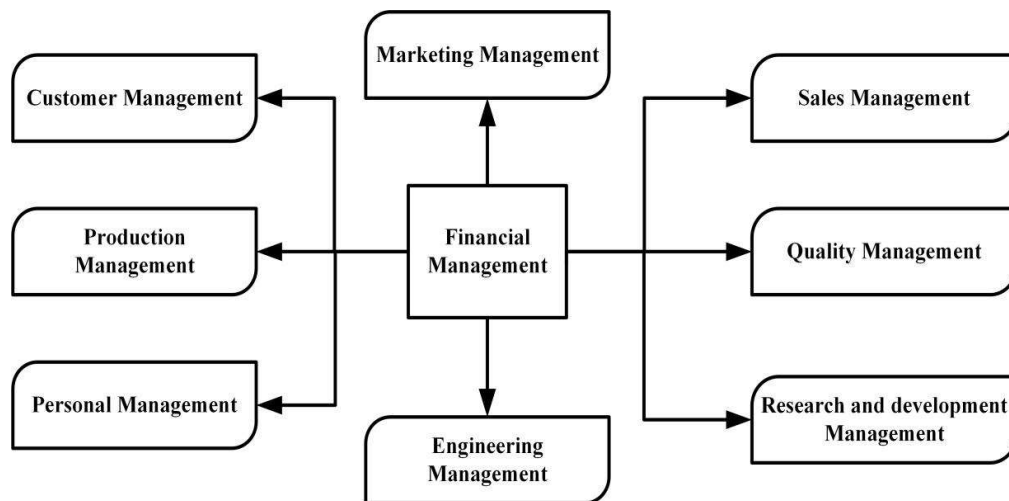 Marketing Management
Customer Management
Sales Management
Production
Management
Financial
Management
Quality Management
Personal Management
Engineering
Management
Research and development
Management